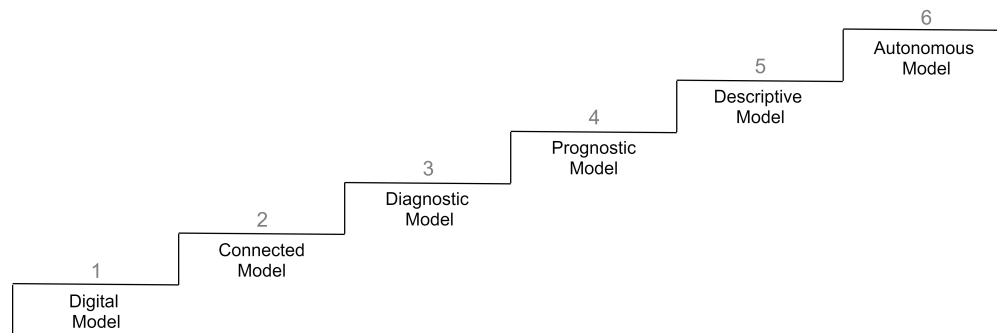 1
Digital
Model
2
Connected
Model
3
Diagnostic
Model
4
Prognostic
Model
5
Descriptive
Model
6
Autonomous
Model